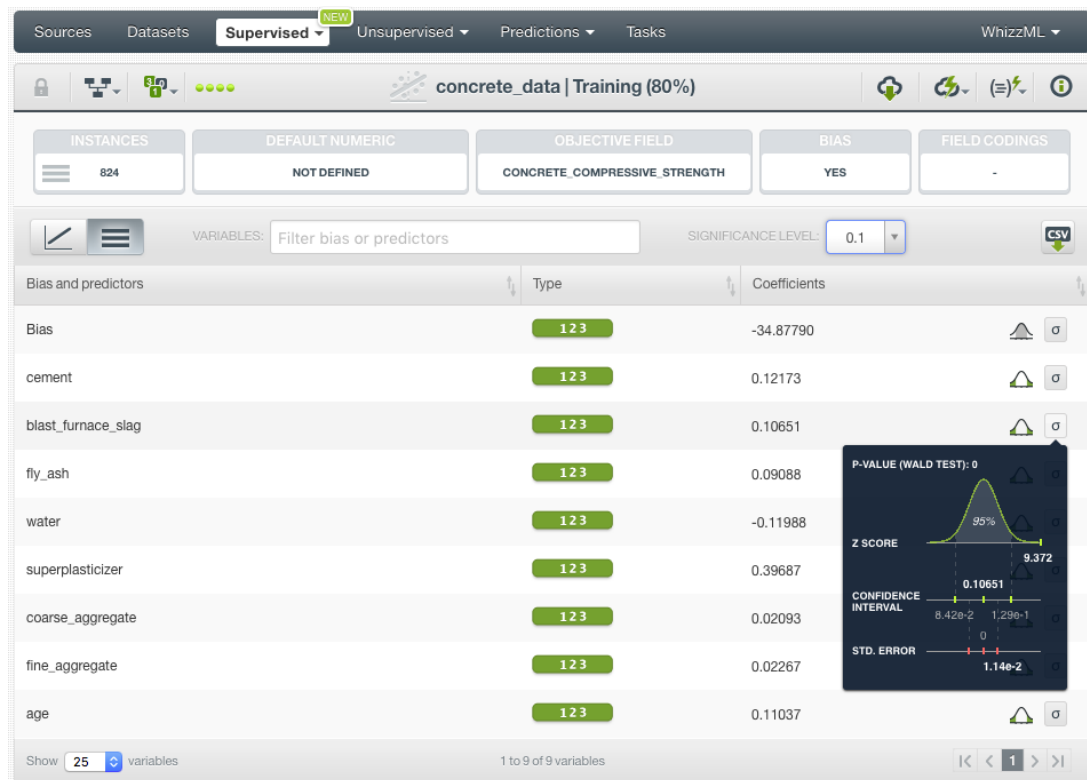 NEW
Sources Datasets Supervised Unsupervised Predictions Tasks WhizzML
concrete_data | Training (80%)
INSTANCES DEFAULT NUMERIC OBJECTIVE FIELD BIAS FIELD CODINGS
824 NOT DEFINED CONCRETE_COMPRESSIVE_STRENGTH YES -
VARIABLES: Filter bias or predictors SIGNIFICANCE LEVEL: 0.1 CSV
Bias and predictors Type Coefficients
Bias 123 -34.87790 σ
cement 123 0.12173 σ
blast_furnace_slag 123 0.10651 σ
fly_ash 123 0.09088 σ
water 123 -0.11988 σ
superplasticizer 123 0.39687
coarse_aggregate 123 0.02093 σ
fine_aggregate 123 0.02267 σ
age 123 0.11037 σ
P-VALUE (WALD TEST): 0
95%
Z SCORE
9.372
0.10651
CONFIDENCE
INTERVAL
8.42e-2 1.29e-1
0
STD. ERROR
1.14e-2
Show 25 variables 1 to 9 of 9 variables 1